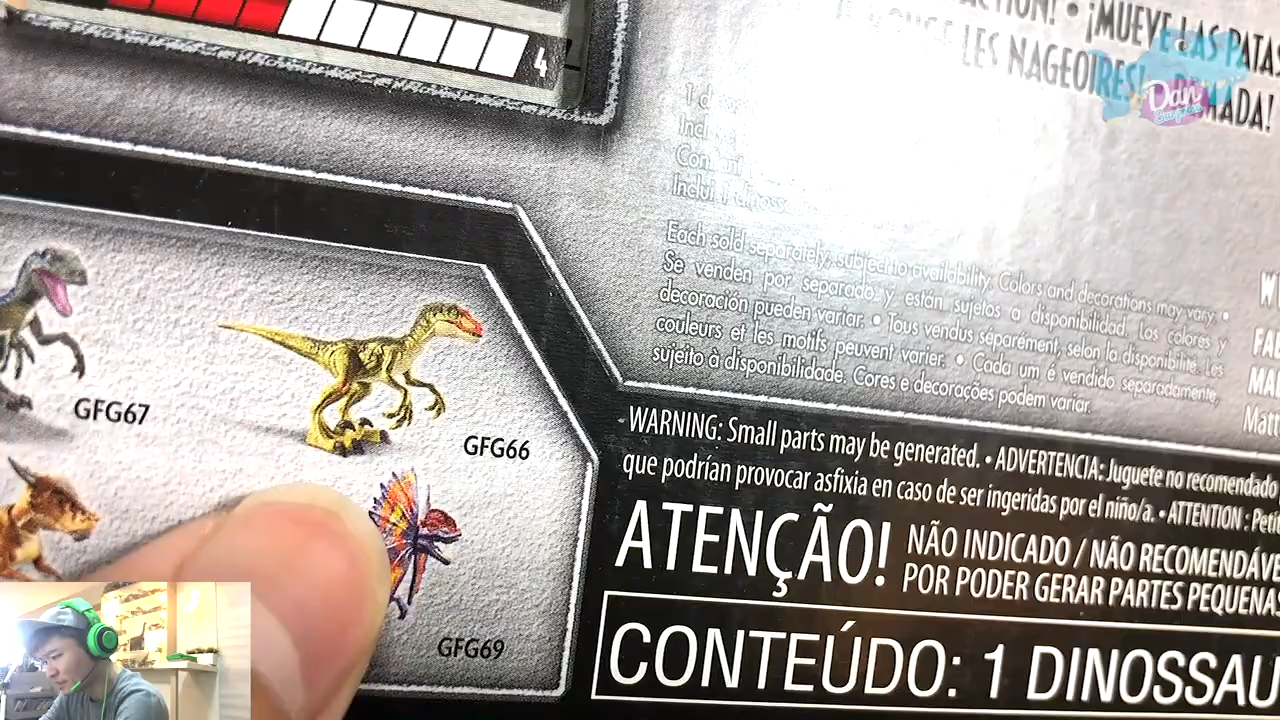 4
ACTION! • ¡MUEVE LAS PATAS
LES NAGEOIRES!
Dan
Surprise
Each sold separately, subject to availability. Colors and decorations may vary. •
Se venden por separado y están sujetos a disponibilidad. Los colores y
decoración pueden variar. • Tous vendus séparément, selon la disponibilité. Les
couleurs et les motifs peuvent varier. • Cada um é vendido separadamente,
sujeito à disponibilidade. Cores e decorações podem variar.
GFG67
GFG66
GFG69
WARNING: Small parts may be generated. • ADVERTENCIA: Juguete no recomendado
que podrían provocar asfixia en caso de ser ingeridas por el niño/a. • ATTENTION : Petit
ATENÇÃO!
NÃO INDICADO / NÃO RECOMENDÁVE
POR PODER GERAR PARTES PEQUENAS
CONTEÚDO: 1 DINOSSAU